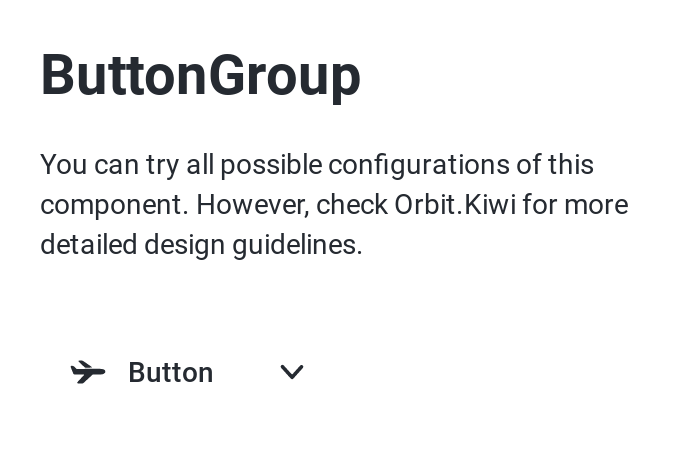 ButtonGroup
You can try all possible configurations of this
component. However, check Orbit.Kiwi for more
detailed design guidelines.
Button